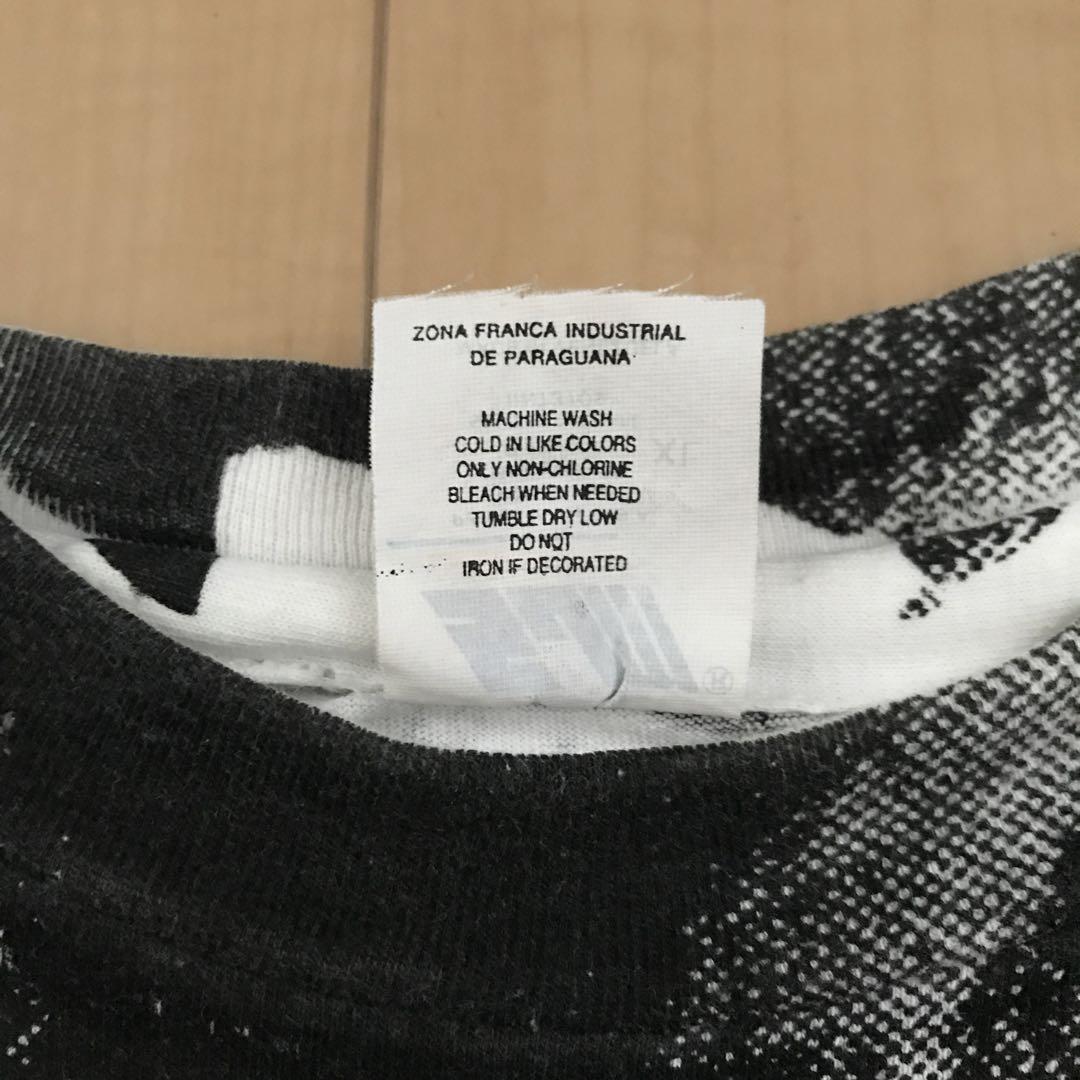 ZONA FRANCA INDUSTRIAL
DE PARAGUANA
MACHINE WASH
COLD IN LIKE COLORS
ONLY NON-CHLORINE
BLEACH WHEN NEEDED
TUMBLE DRY LOW
DO NOT
IRON IF DECORATED